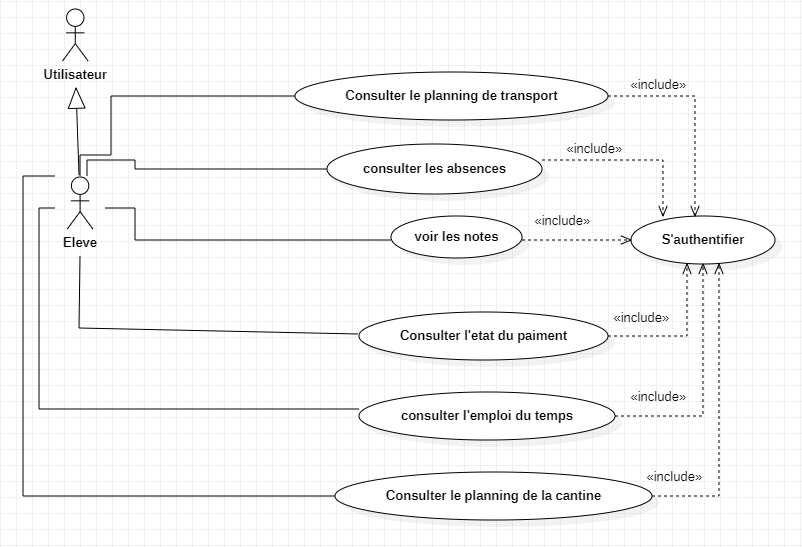 Utilisateur
«include»
Consulter le planning de transport
«include»
consulter les absences
«include»
voir les notes
Eleve
S'authentifier
«include»
Consulter l'etat du paiment
«include»
consulter l'emploi du temps
«include»
Consulter le planning de la cantine